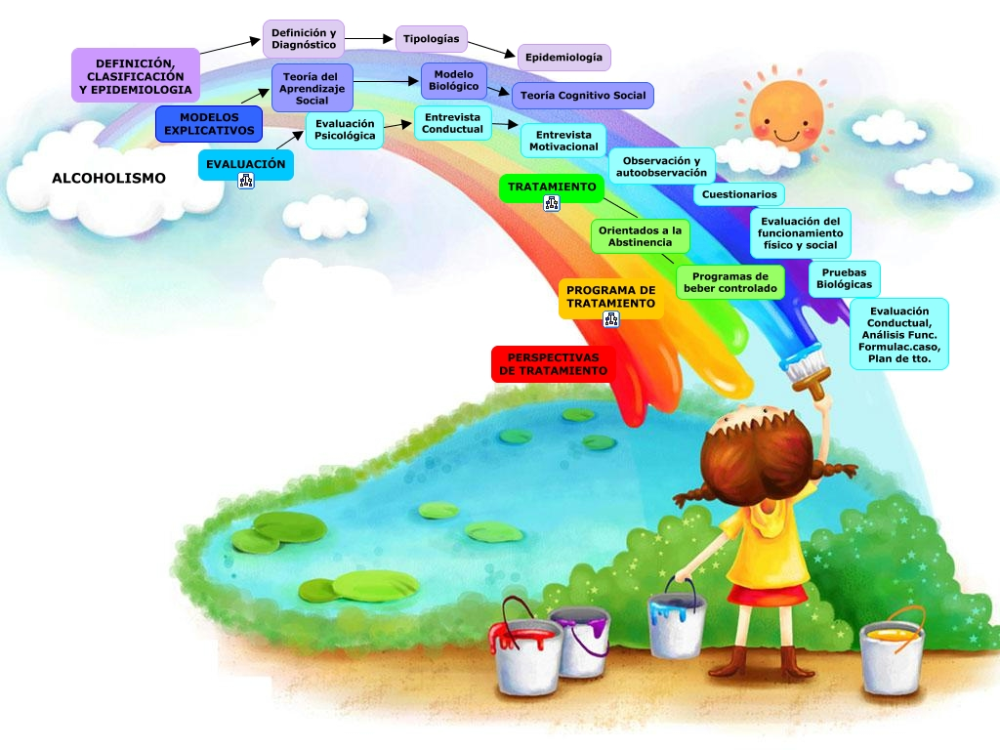 Definición y
Diagnóstico
Tipologías
Epidemiología
DEFINICIÓN,
CLASIFICACIÓN
Y EPIDEMIOLOGIA
Teoría del
Aprendizaje
Social
Modelo
Biológico
Teoría Cognitivo Social
MODELOS
EXPLICATIVOS
Evaluación
Psicológica
Entrevista
Conductual
Entrevista
Motivacional
EVALUACIÓN
ALCOHOLISMO
Observación y
autoobservación
Cuestionarios
TRATAMIENTO
Evaluación del
funcionamiento
físico y social
Orientados a la
Abstinencia
Pruebas
Biológicas
Programas de
beber controlado
PROGRAMA DE
TRATAMIENTO
Evaluación
Conductual,
Análisis Func.
Formulac.caso,
Plan de tto.
PERSPECTIVAS
DE TRATAMIENTO